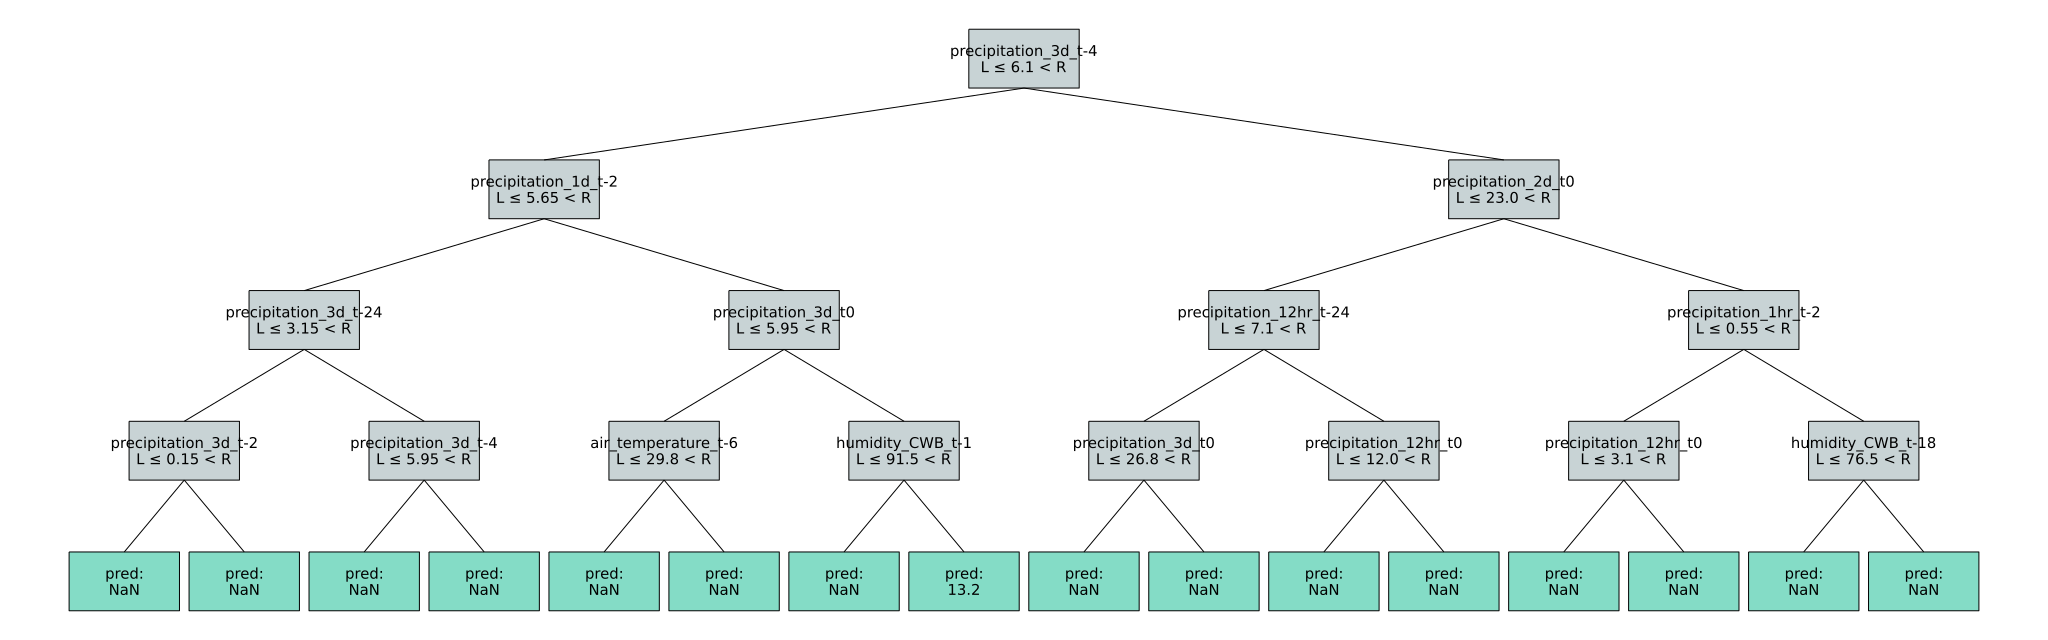 precipitation_3d_t-4
L ≤ 6.1 < R
precipitation_1d_t-2
L ≤ 5.65 < R
precipitation_2d_t0
L ≤ 23.0 < R
precipitation_3d_t-24
L ≤ 3.15 < R
precipitation_3d_t0
L ≤ 5.95 < R
precipitation_12hr_t-24
L ≤ 7.1 < R
precipitation_1hr_t-2
L ≤ 0.55 < R
precipitation_3d_t-2
L ≤ 0.15 < R
precipitation_3d_t-4
L ≤ 5.95 < R
air_temperature_t-6
L ≤ 29.8 < R
humidity_CWB_t-1
L ≤ 91.5 < R
precipitation_3d_t0
L ≤ 26.8 < R
precipitation_12hr_t0
L ≤ 12.0 < R
precipitation_12hr_t0
L ≤ 3.1 < R
humidity_CWB_t-18
L ≤ 76.5 < R
pred:
NaN
pred:
NaN
pred:
NaN
pred:
NaN
pred:
NaN
pred:
NaN
pred:
NaN
pred:
13.2
pred:
NaN
pred:
NaN
pred:
NaN
pred:
NaN
pred:
NaN
pred:
NaN
pred:
NaN
pred:
NaN